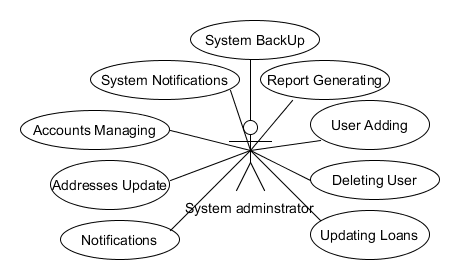 System BackUp
System Notifications
Report Generating
Accounts Managing
User Adding
Addresses Update
Deleting User
System adminstrator
Notifications
Updating Loans